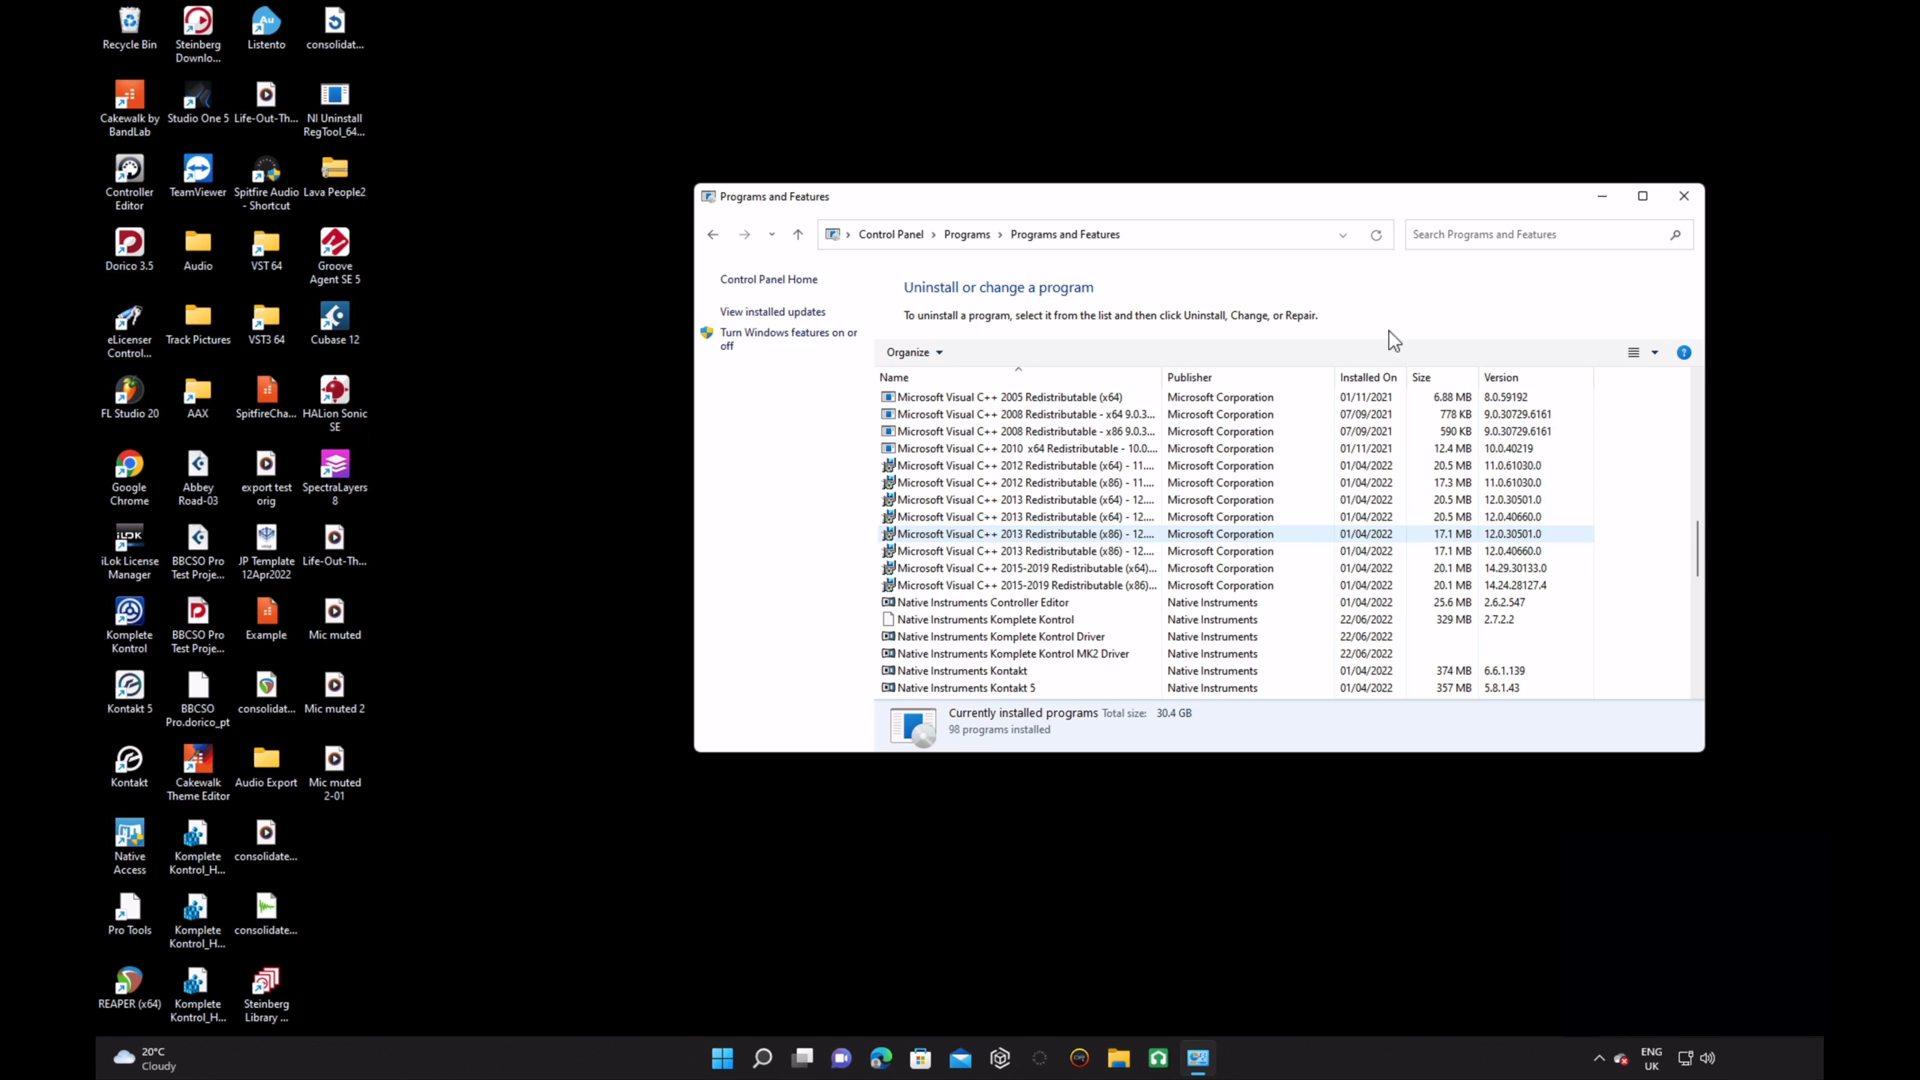 Recycle Bin
Steinberg
Downlo...
Listento
consolidat...
Cakewalk by
BandLab
Studio One 5
Life-Out-Th...
NI Uninstall
RegTool_64...
Controller
Editor
TeamViewer
Spitfire Audio
- Shortcut
Lava People2
Dorico 3.5
Audio
VST 64
Groove
Agent SE 5
eLicenser
Control...
Track Pictures
VST3 64
Cubase 12
FL Studio 20
AAX
SpitfireCha...
HALion Sonic
SE
Google
Chrome
Abbey
Road-03
export test
orig
SpectraLayers
8
iLOK
iLok License
Manager
BBCSO Pro
Test Proje...
JP Template
12Apr2022
Life-Out-Th...
Komplete
Kontrol
BBCSO Pro
Test Proje...
Example
Mic muted
Kontakt 5
BBCSO
Pro.dorico_pt
consolidat...
Mic muted 2
Kontakt
Cakewalk
Theme Editor
Audio Export
Mic muted
2-01
Native
Access
Komplete
Kontrol_H...
consolidate...
Pro Tools
Komplete
Kontrol_H...
consolidate...
REAPER (x64)
Komplete
Kontrol_H...
Steinberg
Library ...
Programs and Features
Control Panel > Programs > Programs and Features
Search Programs and Features
Control Panel Home
View installed updates
Turn Windows features on or
off
Uninstall or change a program
To uninstall a program, select it from the list and then click Uninstall, Change, or Repair.
Organize
Name Publisher Installed On Size Version
Microsoft Visual C++ 2005 Redistributable (x64) Microsoft Corporation 01/11/2021 6.88 MB 8.0.59192
Microsoft Visual C++ 2008 Redistributable - x64 9.0.3... Microsoft Corporation 07/09/2021 778 KB 9.0.30729.6161
Microsoft Visual C++ 2008 Redistributable - x86 9.0.3... Microsoft Corporation 07/09/2021 590 KB 9.0.30729.6161
Microsoft Visual C++ 2010 x64 Redistributable - 10.0.... Microsoft Corporation 01/11/2021 12.4 MB 10.0.40219
Microsoft Visual C++ 2012 Redistributable (x64) - 11.... Microsoft Corporation 01/04/2022 20.5 MB 11.0.61030.0
Microsoft Visual C++ 2012 Redistributable (x86) - 11.... Microsoft Corporation 01/04/2022 17.3 MB 11.0.61030.0
Microsoft Visual C++ 2013 Redistributable (x64) - 12.... Microsoft Corporation 01/04/2022 20.5 MB 12.0.30501.0
Microsoft Visual C++ 2013 Redistributable (x64) - 12.... Microsoft Corporation 01/04/2022 20.5 MB 12.0.40660.0
Microsoft Visual C++ 2013 Redistributable (x86) - 12.... Microsoft Corporation 01/04/2022 17.1 MB 12.0.30501.0
Microsoft Visual C++ 2013 Redistributable (x86) - 12.... Microsoft Corporation 01/04/2022 17.1 MB 12.0.40660.0
Microsoft Visual C++ 2015-2019 Redistributable (x64)... Microsoft Corporation 01/04/2022 20.1 MB 14.29.30133.0
Microsoft Visual C++ 2015-2019 Redistributable (x86)... Microsoft Corporation 01/04/2022 20.1 MB 14.24.28127.4
Native Instruments Controller Editor Native Instruments 01/04/2022 25.6 MB 2.6.2.547
Native Instruments Komplete Kontrol Native Instruments 22/06/2022 329 MB 2.7.2.2
Native Instruments Komplete Kontrol Driver Native Instruments 22/06/2022
Native Instruments Komplete Kontrol MK2 Driver Native Instruments 22/06/2022
Native Instruments Kontakt Native Instruments 01/04/2022 374 MB 6.6.1.139
Native Instruments Kontakt 5 Native Instruments 01/04/2022 357 MB 5.8.1.43
Currently installed programs Total size: 30.4 GB
98 programs installed
20°C
Cloudy
ENG
UK